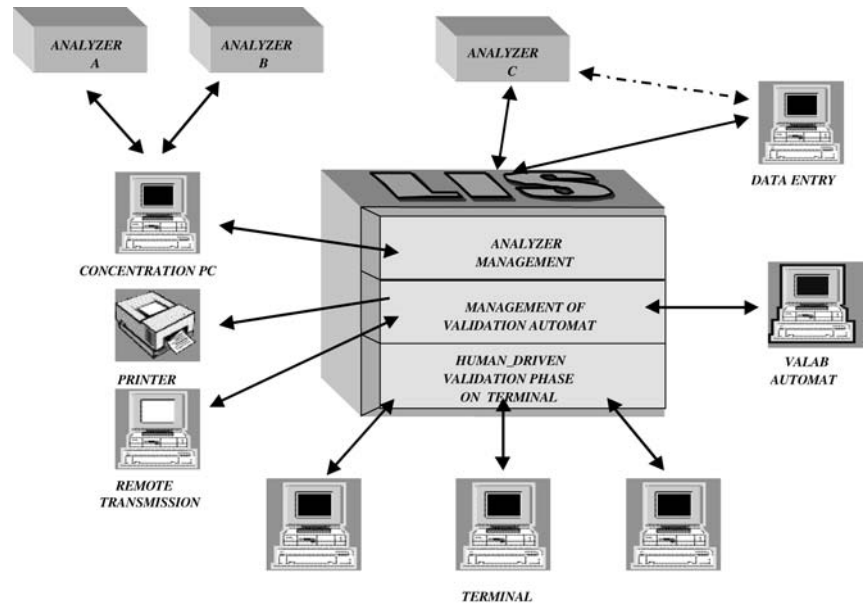 ANALYZER
A
ANALYZER
B
ANALYZER
C
DATA ENTRY
LIS
CONCENTRATION PC
ANALYZER
MANAGEMENT
MANAGEMENT OF
VALIDATION AUTOMAT
PRINTER
VALAB
AUTOMAT
HUMAN_DRIVEN
VALIDATION PHASE
ON TERMINAL
REMOTE
TRANSMISSION
TERMINAL